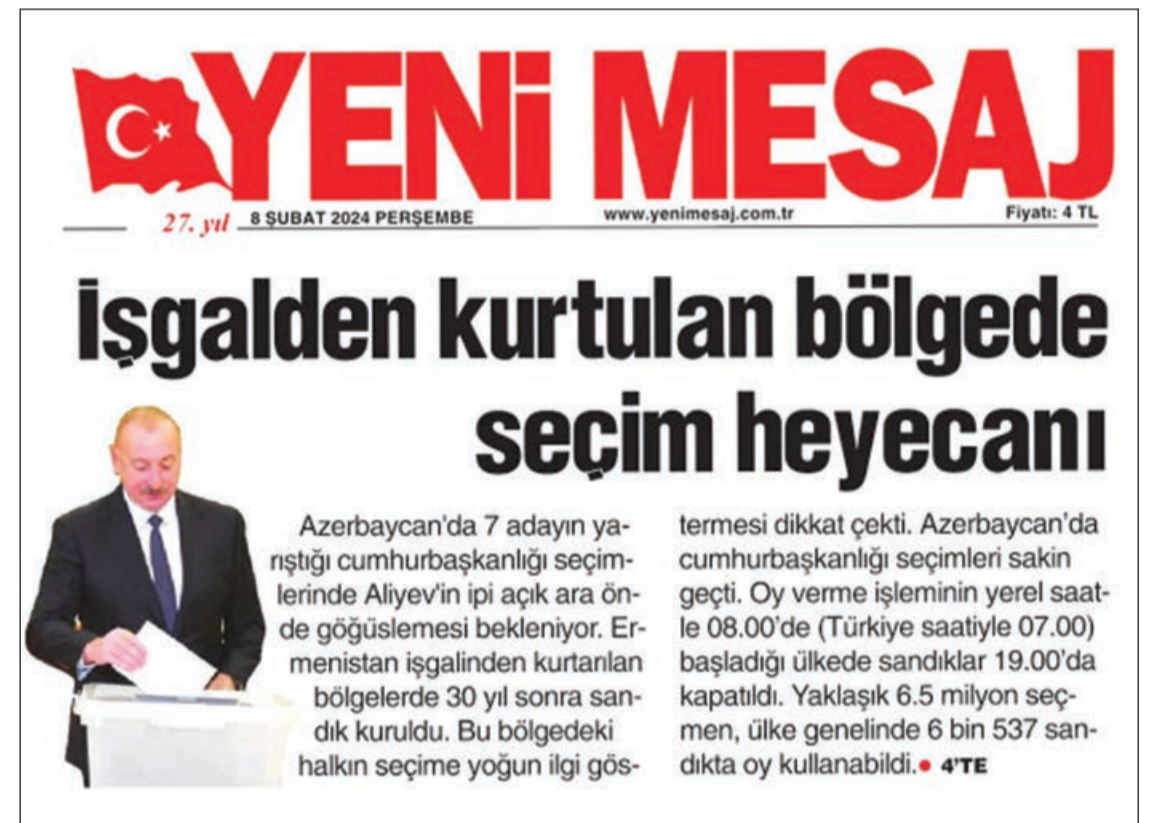 YENi MESAJ
27. yıl 8 ŞUBAT 2024 PERŞEMBE www.yenimesaj.com.tr Fiyatı: 4 TL
İşgalden kurtulan bölgede
seçim heyecanı
Azerbaycan'da 7 adayın ya-
rıştığı cumhurbaşkanlığı seçim-
lerinde Aliyev'in ipi açık ara ön-
de göğüslemesi bekleniyor. Er-
menistan işgalinden kurtarılan
bölgelerde 30 yıl sonra san-
dık kuruldu. Bu bölgedeki
halkın seçime yoğun ilgi gös-
termesi dikkat çekti. Azerbaycan'da
cumhurbaşkanlığı seçimleri sakin
geçti. Oy verme işleminin yerel saat-
le 08.00'de (Türkiye saatiyle 07.00)
başladığı ülkede sandıklar 19.00'da
kapatıldı. Yaklaşık 6.5 milyon seç-
men, ülke genelinde 6 bin 537 san-
dıkta oy kullanabildi.● 4'TE